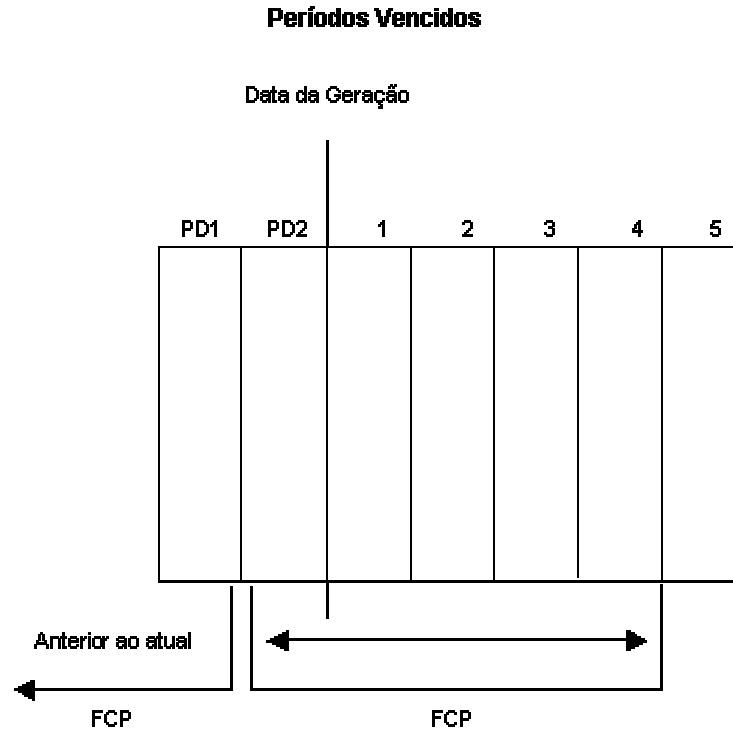 Períodos Vencidos
Data da Geração
PD1 PD2 1 2 3 4 5
Anterior ao atual
FCP FCP